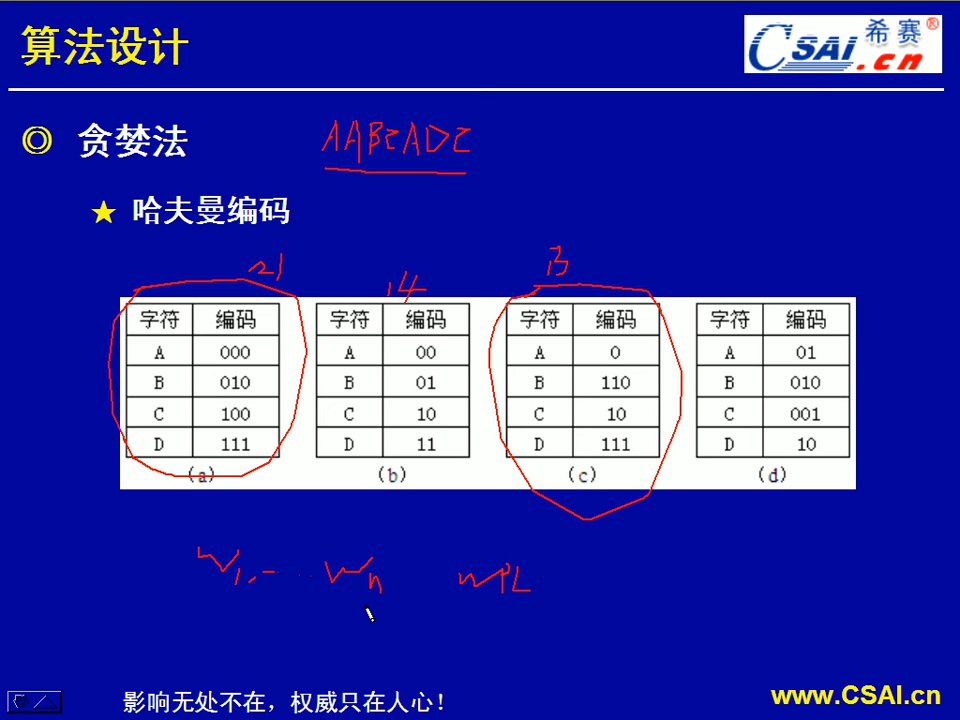 算法设计
CSAI 希赛®
.cn
◎ 贪婪法
AABCADC
★ 哈夫曼编码
21 14 13
字符 编码 字符 编码 字符 编码 字符 编码
A 000 A 00 A 0 A 01
B 010 B 01 B 110 B 010
C 100 C 10 C 10 C 001
D 111 D 11 D 111 D 10
(a) (b) (c) (d)
W1,-..Wn WPL
影响无处不在，权威只在人心！
www.CSAI.cn